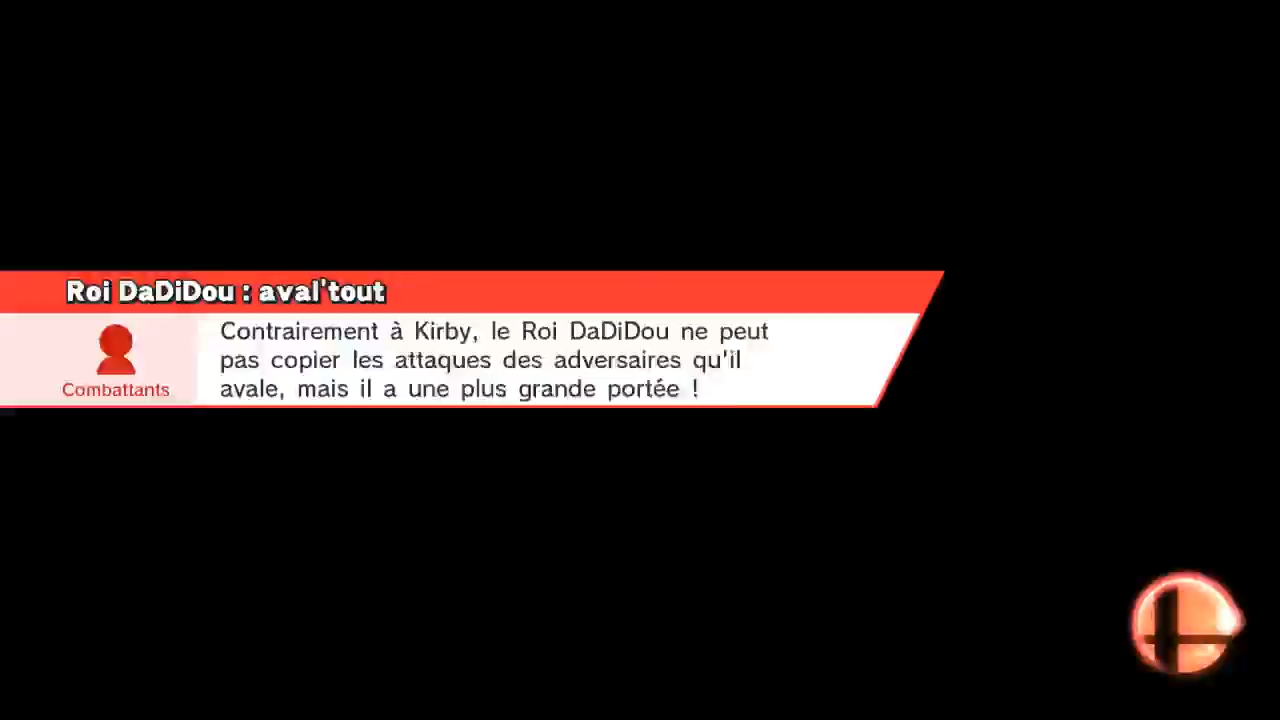 Roi DaDiDou : aval'tout
Contrairement à Kirby, le Roi DaDiDou ne peut
pas copier les attaques des adversaires qu'il
avale, mais il a une plus grande portée !
Combattants